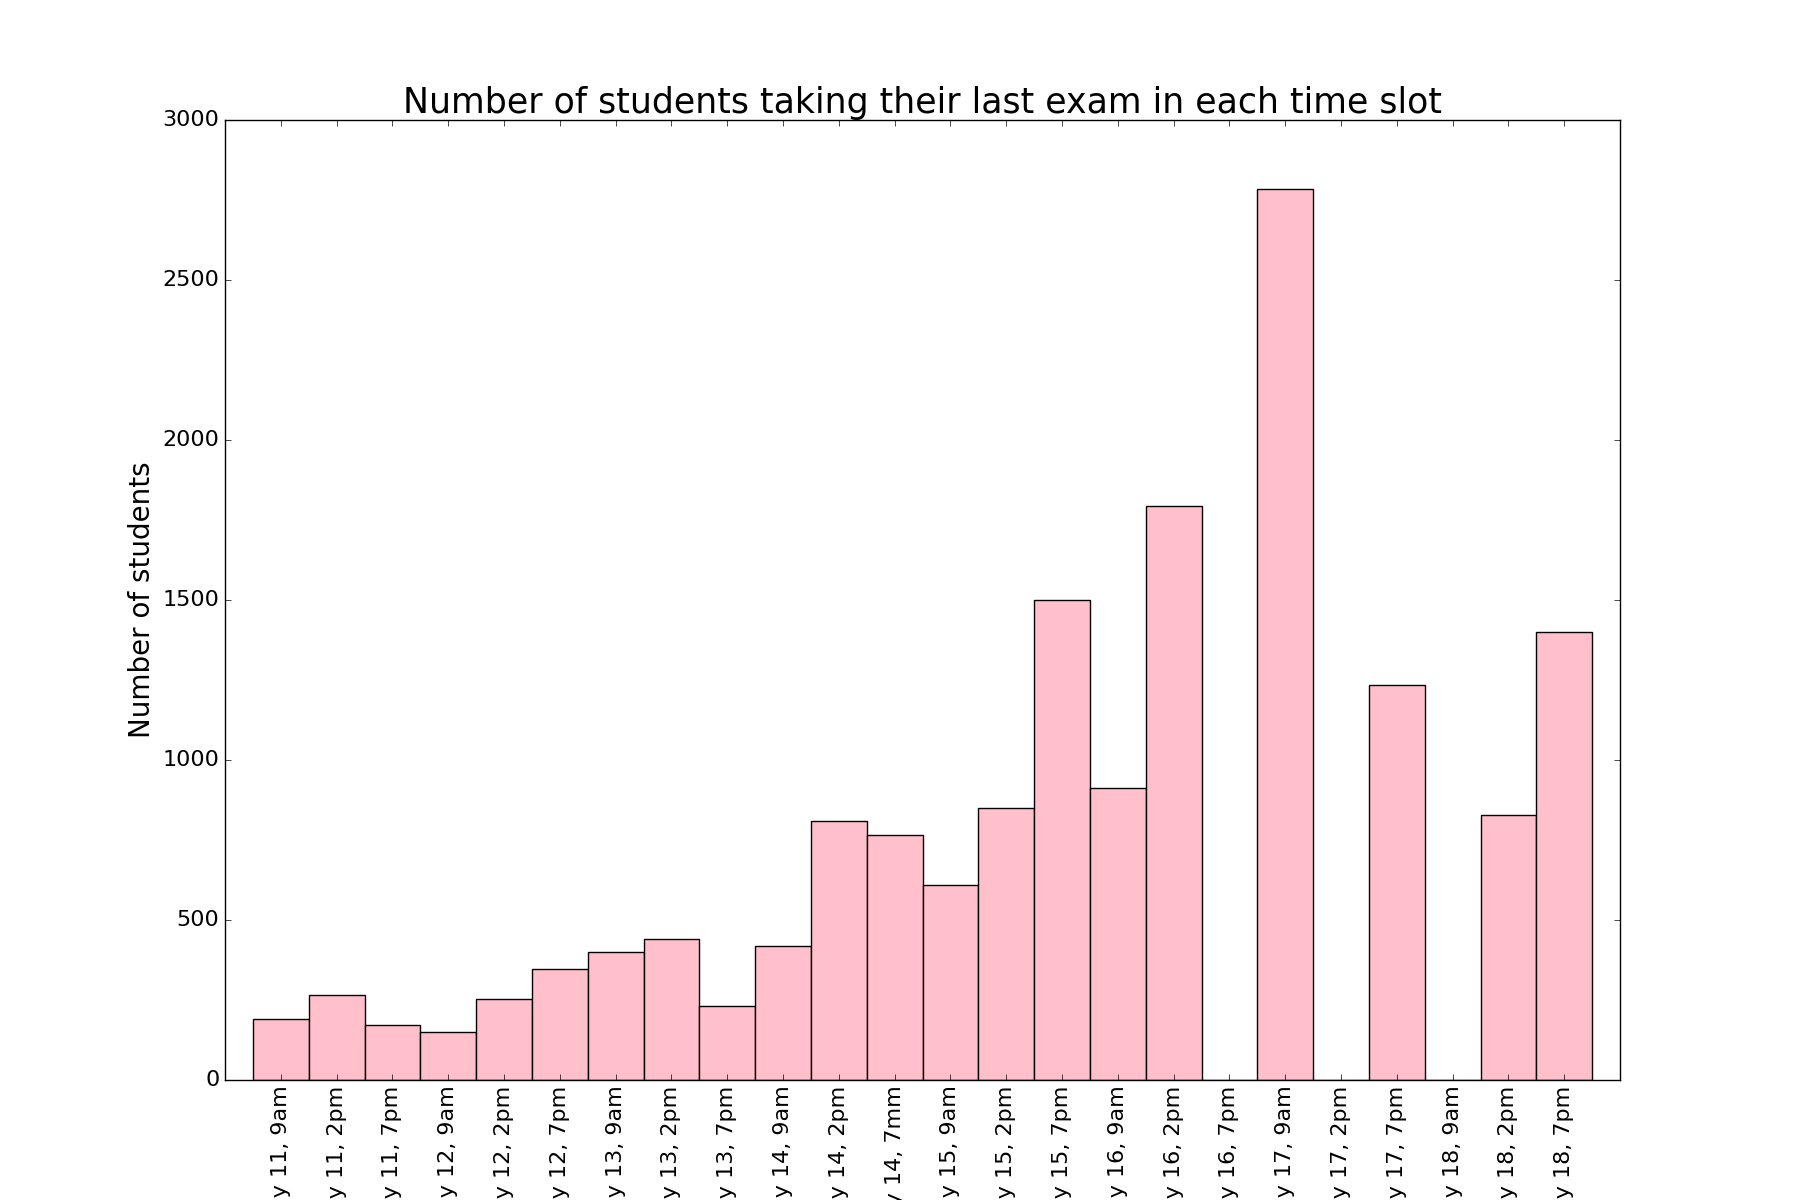 Number of students taking their last exam in each time slot
Number of students
3000
2500
2000
1500
1000
500
0
y 11, 9am
y 11, 2pm
y 11, 7pm
y 12, 9am
y 12, 2pm
y 12, 7pm
y 13, 9am
y 13, 2pm
y 13, 7pm
y 14, 9am
y 14, 2pm
y 14, 7mm
y 15, 9am
y 15, 2pm
y 15, 7pm
y 16, 9am
y 16, 2pm
y 16, 7pm
y 17, 9am
y 17, 2pm
y 17, 7pm
y 18, 9am
y 18, 2pm
y 18, 7pm